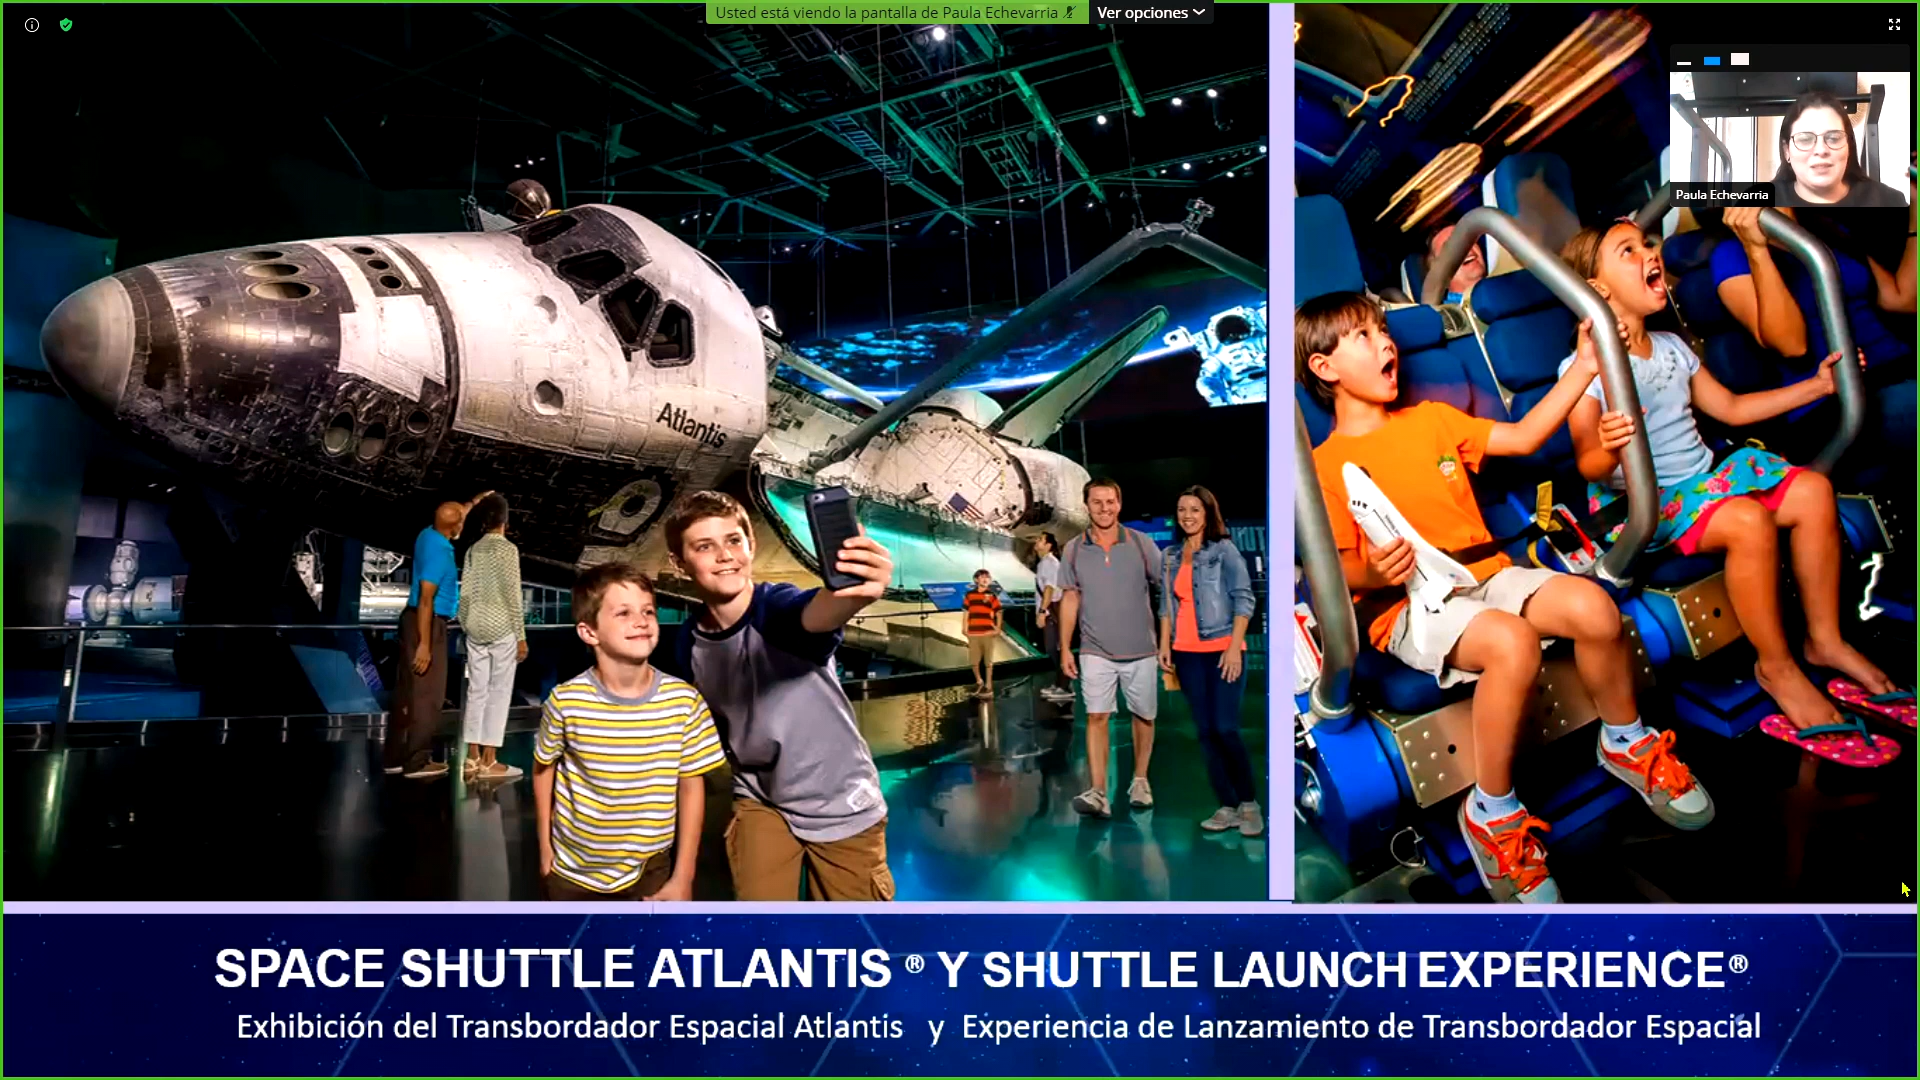 Usted está viendo la pantalla de Paula Echevarria
Ver opciones
Paula Echevarria
Atlantis
SPACE SHUTTLE ATLANTIS ® Y SHUTTLE LAUNCH EXPERIENCE®
Exhibición del Transbordador Espacial Atlantis y Experiencia de Lanzamiento de Transbordador Espacial